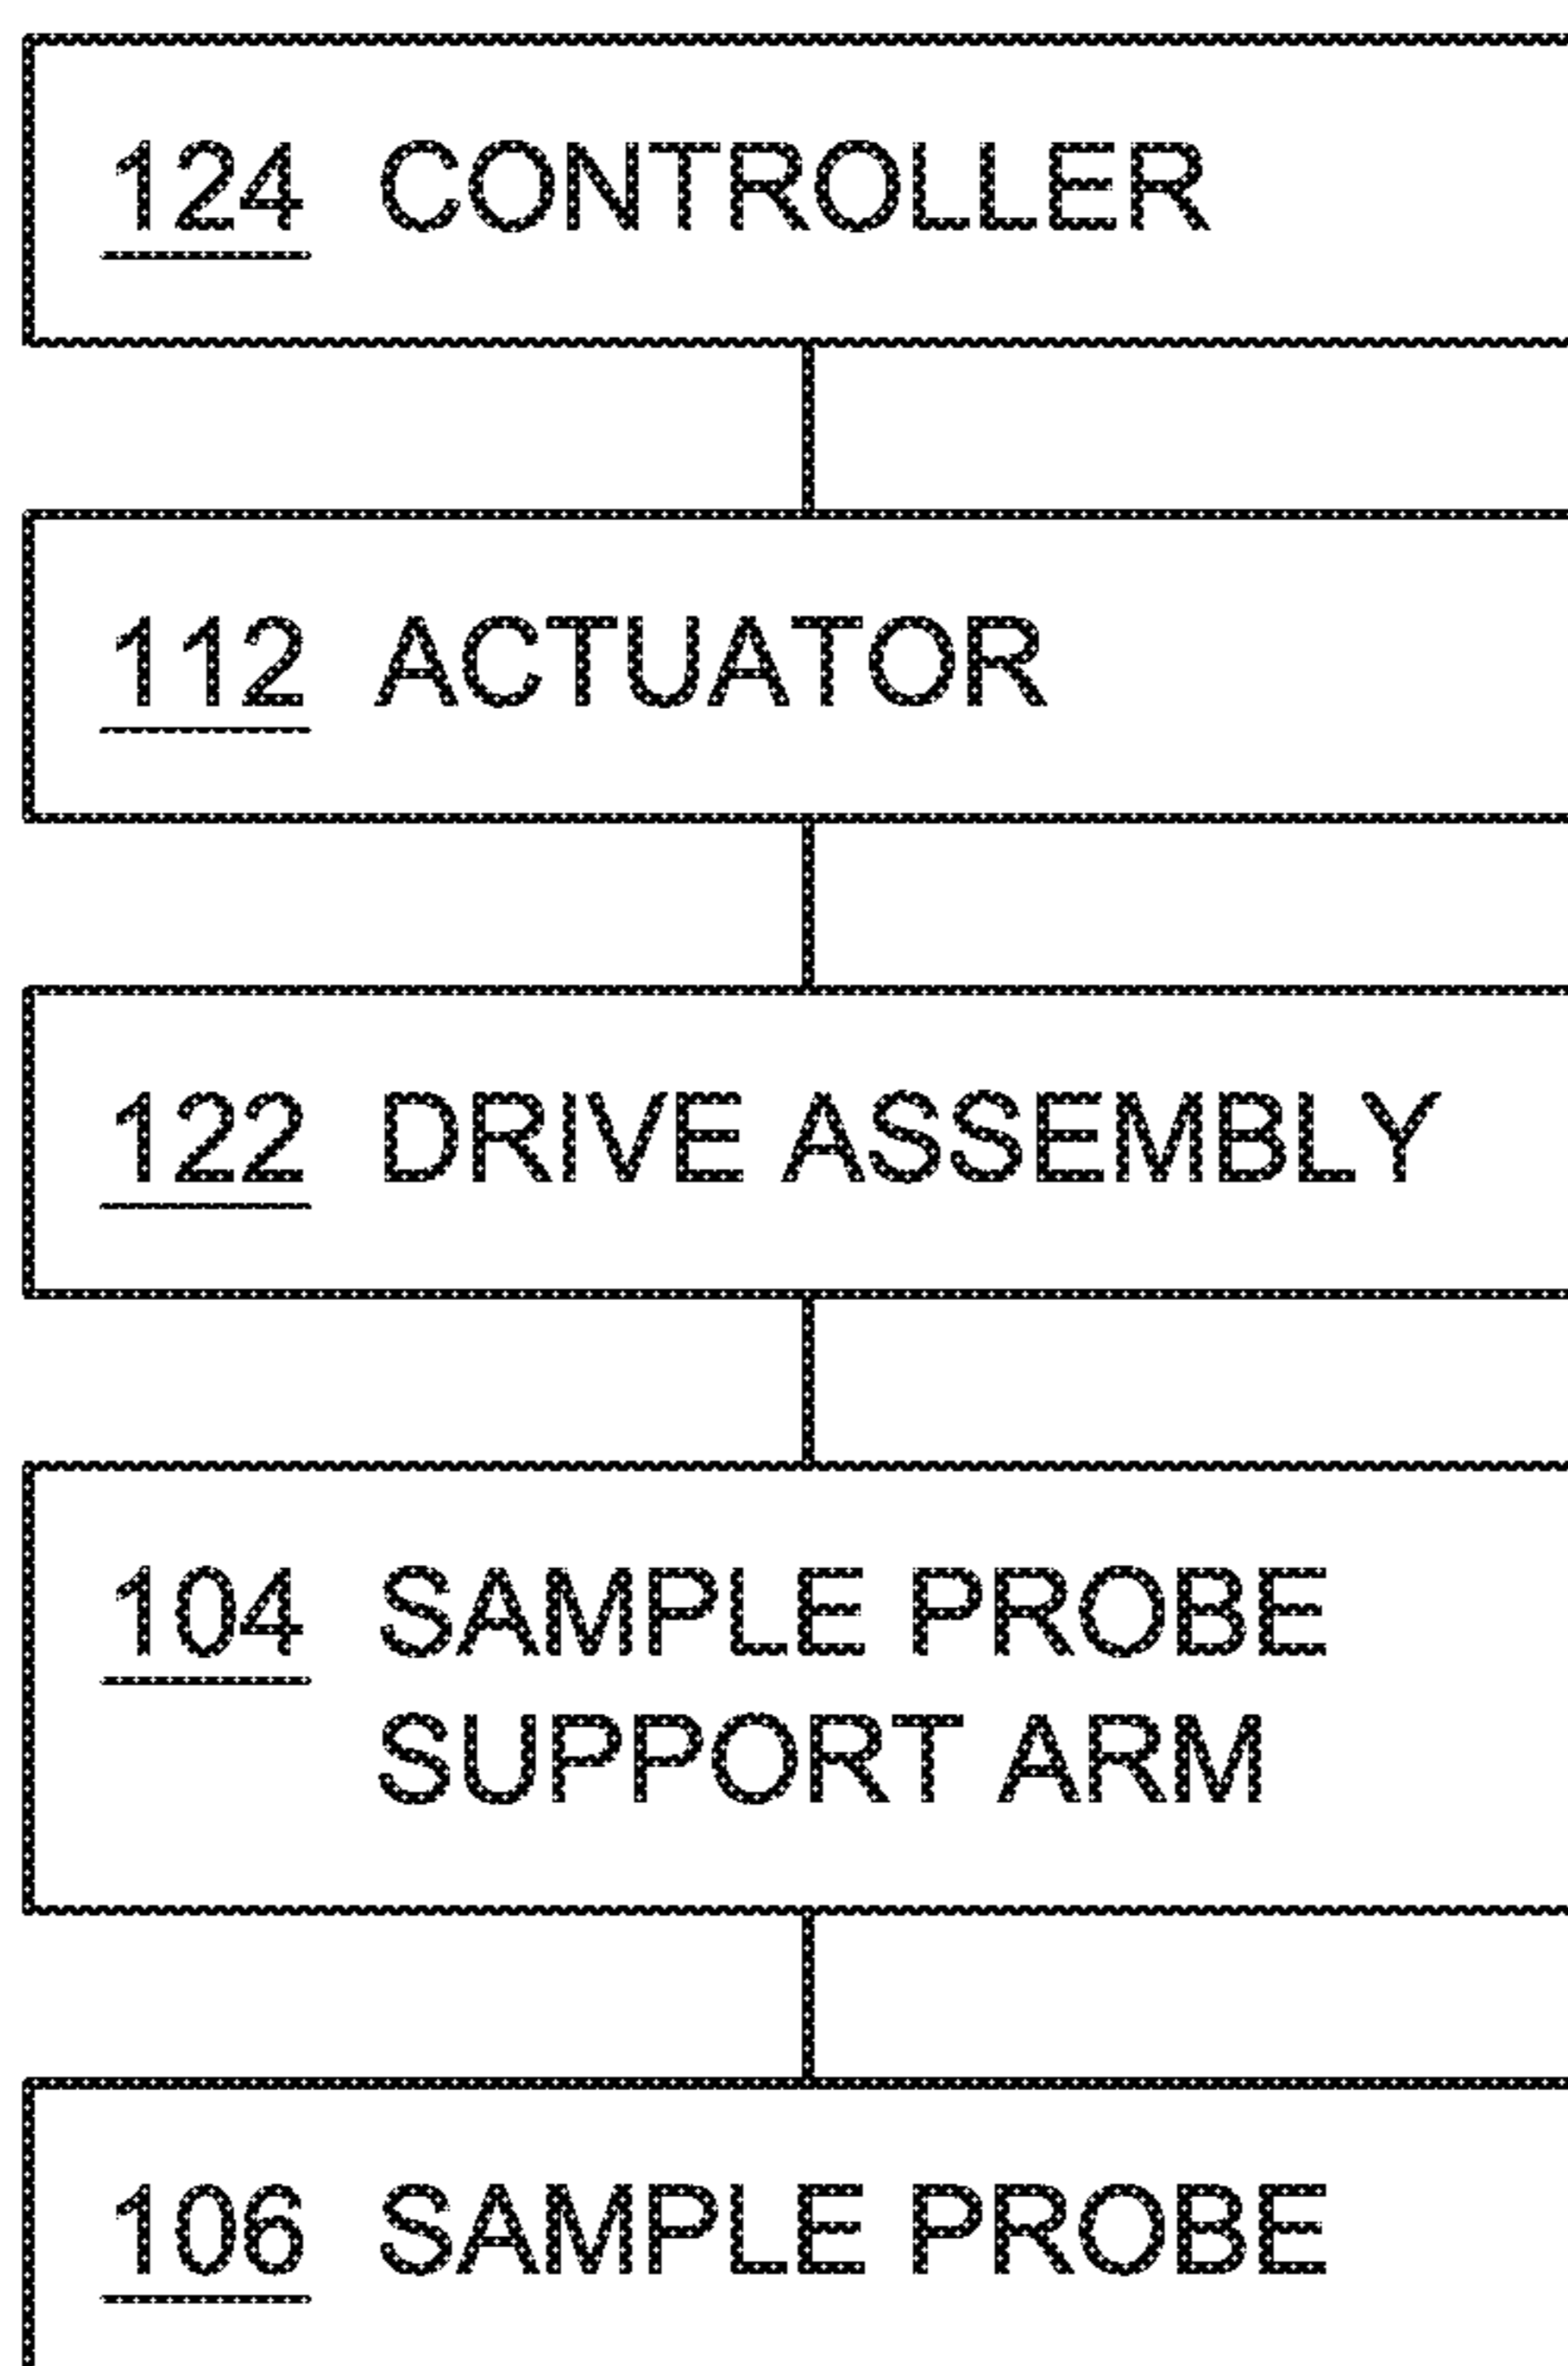 124 CONTROLLER
112 ACTUATOR
122 DRIVE ASSEMBLY
104 SAMPLE PROBE
SUPPORT ARM
106 SAMPLE PROBE